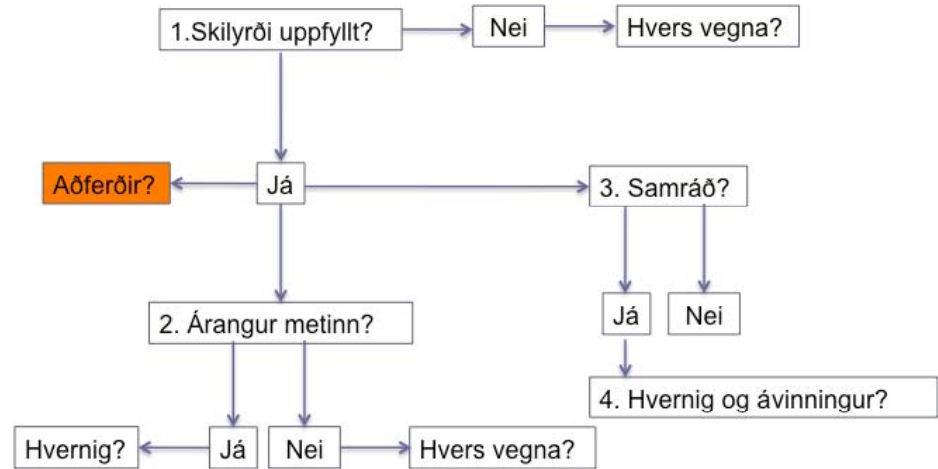 1.Skilyrði uppfyllt?
Nei
Hvers vegna?
Aðferðir?
Já
3. Samráð?
2. Árangur metinn?
Já
Nei
4. Hvernig og ávinningur?
Hvernig?
Já
Nei
Hvers vegna?